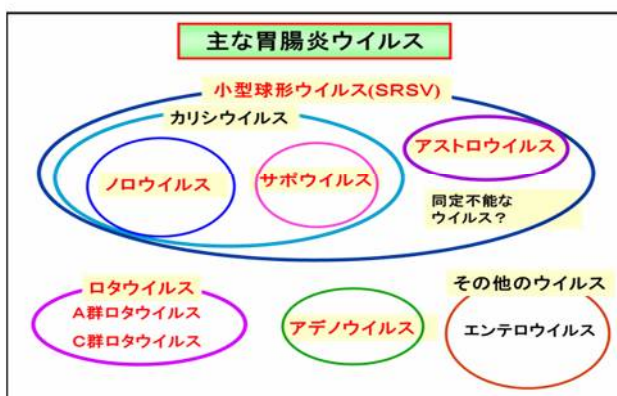 主な胃腸炎ウイルス
小型球形ウイルス(SRSV)
カリシウイルス
アストロウイルス
ノロウイルス
サポウイルス
同定不能な
ウイルス？
ロタウイルス
A群ロタウイルス
C群ロタウイルス
アデノウイルス
その他のウイルス
エンテロウイルス